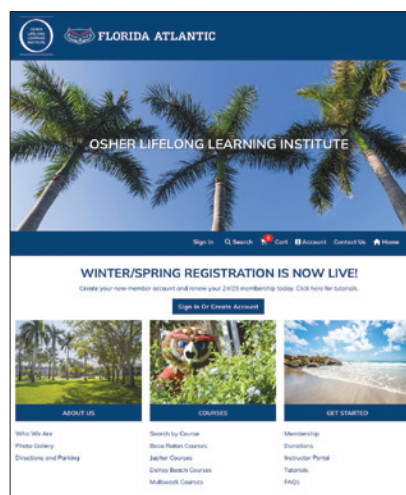 OSHER
LIFELONG
LEARNING
INSTITUTE
FLORIDA ATLANTIC
OSHER LIFELONG LEARNING INSTITUTE
Sign In Search Cart Account Contact Us Home
WINTER/SPRING REGISTRATION IS NOW LIVE!
Create your new member account and renew your 24/25 membership today. Click here for tutorials.
Sign In Or Create Account
ABOUT US COURSES GET STARTED
Who We Are Search by Course Membership
Photo Gallery Boca Raton Courses Donations
Directions and Parking Jupiter Courses Instructor Portal
Delray Beach Courses Tutorials
Multiweek Courses FAQs